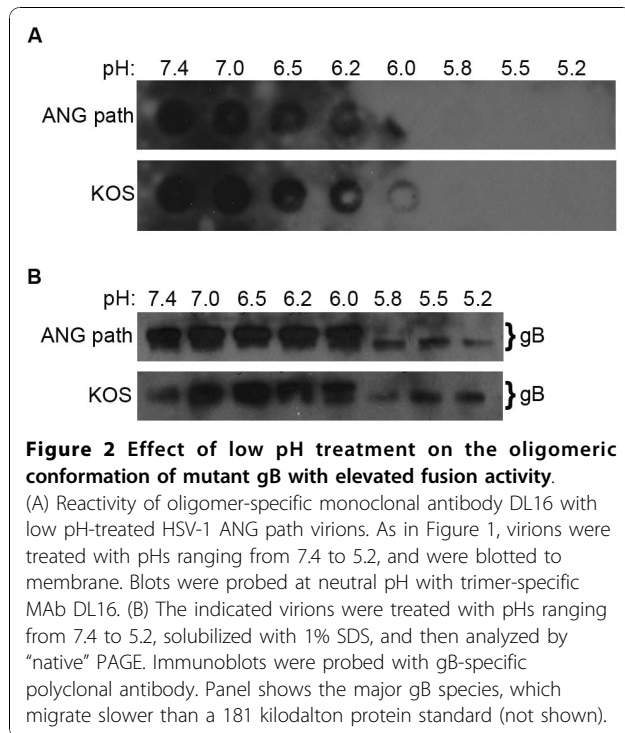 A
pH: 7.4 7.0 6.5 6.2 6.0 5.8 5.5 5.2
ANG path
KOS
B
pH: 7.4 7.0 6.5 6.2 6.0 5.8 5.5 5.2
ANG path } gB
KOS } gB
Figure 2 Effect of low pH treatment on the oligomeric
conformation of mutant gB with elevated fusion activity.
(A) Reactivity of oligomer-specific monoclonal antibody DL16 with
low pH-treated HSV-1 ANG path virions. As in Figure 1, virions were
treated with pHs ranging from 7.4 to 5.2, and were blotted to
membrane. Blots were probed at neutral pH with trimer-specific
MAb DL16. (B) The indicated virions were treated with pHs ranging
from 7.4 to 5.2, solubilized with 1% SDS, and then analyzed by
“native” PAGE. Immunoblots were probed with gB-specific
polyclonal antibody. Panel shows the major gB species, which
migrate slower than a 181 kilodalton protein standard (not shown).